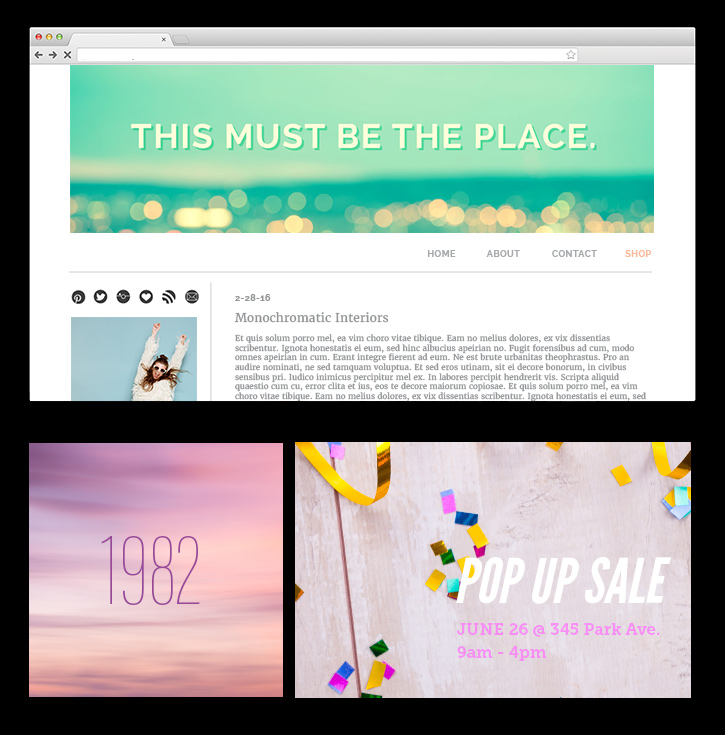 THIS MUST BE THE PLACE.
HOME ABOUT CONTACT SHOP
2-28-16
Monochromatic Interiors
Et quis solum porro mel, ea vim choro vitae tibique. Eam no melius dolores, ex vix dissentias
scribentur. Ignota honestatis ei eum, sed hinc albucius apeirian no. Fugit forensibus ad cum, modo
omnes apeirian in cum. Erant integre fierent ad eum. Ne est brute urbanitas theophrastus. Pro an
audire nominati, ne sed tamquam voluptua. Et sed eros utinam, sit ei decore bonorum, in civibus
sensibus pri. Iudico inimicus percipitur mel ex. In labores percipit hendrerit vis. Scripta aliquid
quaestio cum cu, error clita et ius, eos te decore maiorum copiosae. Et quis solum porro mel, ea vim
choro vitae tibique. Eam no melius dolores, ex vix dissentias scribentur. Ignota honestatis ei eum, sed
1982
POP UP SALE
JUNE 26 @ 345 Park Ave.
9am - 4pm